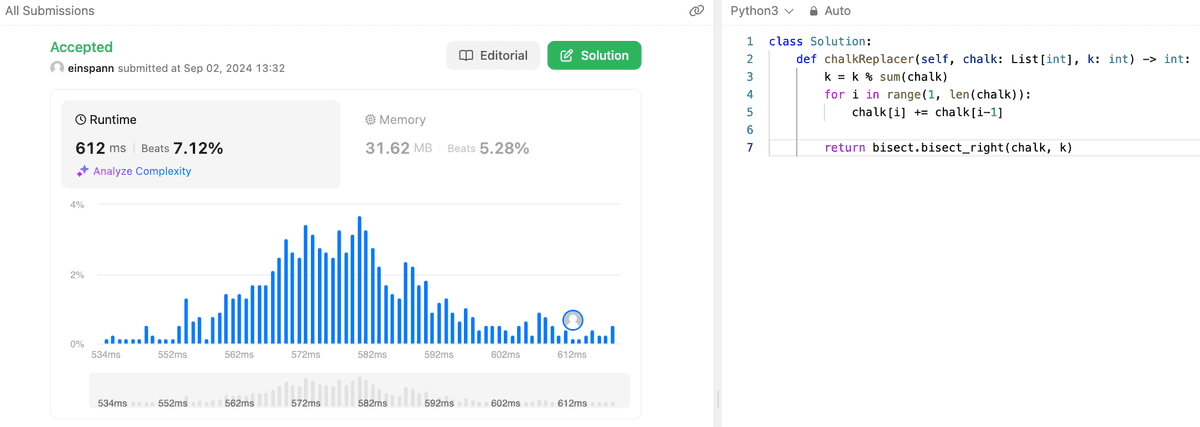 All Submissions
Accepted
einspann submitted at Sep 02, 2024 13:32
Editorial
Solution
Runtime
612 ms | Beats 7.12%
Analyze Complexity
Memory
31.62 MB | Beats 5.28%
4%
2%
0%
534ms 552ms 562ms 572ms 582ms 592ms 602ms 612ms
534ms 552ms 562ms 572ms 582ms 592ms 602ms 612ms
Python3 Auto
1 class Solution:
2 def chalkReplacer(self, chalk: List[int], k: int) -> int:
3 k = k % sum(chalk)
4 for i in range(1, len(chalk)):
5 chalk[i] += chalk[i-1]
6
7 return bisect.bisect_right(chalk, k)